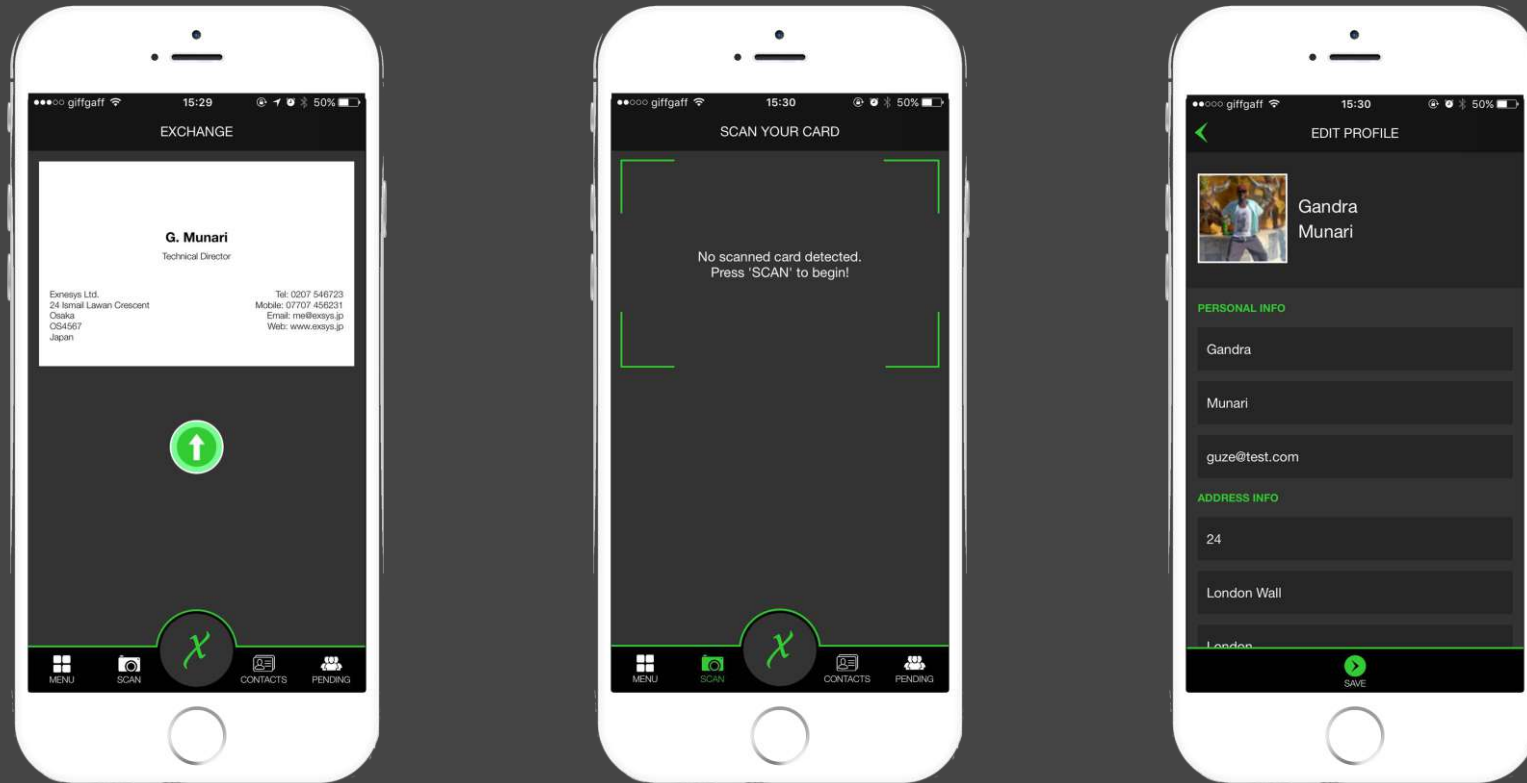 giffgaff 15:29 50%
EXCHANGE
G. Munari
Technical Director
Exnesys Ltd.
24 Ismail Lawan Crescent
Osaka
OS4567
Japan
Tel: 0207 546723
Mobile: 07707 456231
Email: me@exsys.jp
Web: www.exsys.jp
x
MENU SCAN CONTACTS PENDING
giffgaff 15:30 50%
SCAN YOUR CARD
No scanned card detected.
Press 'SCAN' to begin!
x
MENU SCAN CONTACTS PENDING
giffgaff 15:30 50%
EDIT PROFILE
Gandra
Munari
PERSONAL INFO
Gandra
Munari
guze@test.com
ADDRESS INFO
24
London Wall
London
SAVE